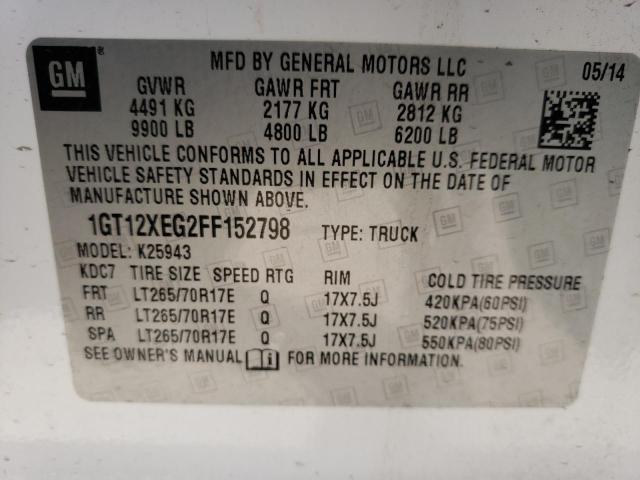 GM ®
MFD BY GENERAL MOTORS LLC 05/14
GVWR GAWR FRT GAWR RR
4491 KG 2177 KG 2812 KG
9900 LB 4800 LB 6200 LB
THIS VEHICLE CONFORMS TO ALL APPLICABLE U.S. FEDERAL MOTOR
VEHICLE SAFETY STANDARDS IN EFFECT ON THE DATE OF
MANUFACTURE SHOWN ABOVE.
1GT12XEG2FF152798 TYPE: TRUCK
MODEL: K25943
KDC7 TIRE SIZE SPEED RTG RIM COLD TIRE PRESSURE
FRT LT265/70R17E Q 17X7.5J 420KPA(60PSI)
RR LT265/70R17E Q 17X7.5J 520KPA(75PSI)
SPA LT265/70R17E Q 17X7.5J 550KPA(80PSI)
SEE OWNER'S MANUAL i FOR MORE INFORMATION.